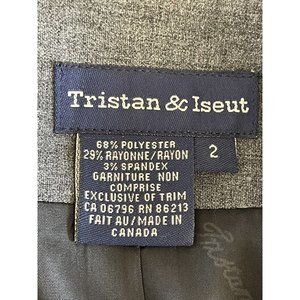 Tristan & Iseut
2
68% POLYESTER
29% RAYONNE/RAYON
3% SPANDEX
GARNITURE NON
COMPRISE
EXCLUSIVE OF TRIM
CA 06796 RN 86213
FAIT AU/MADE IN
CANADA